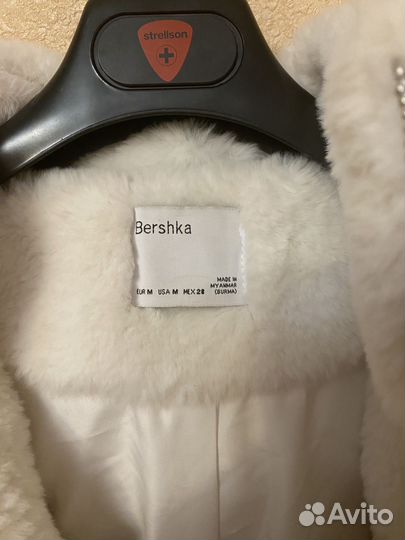 strellson
Bershka
EUR M USA M MEX 28
MADE IN
MYANMAR
(BURMA)
Avito